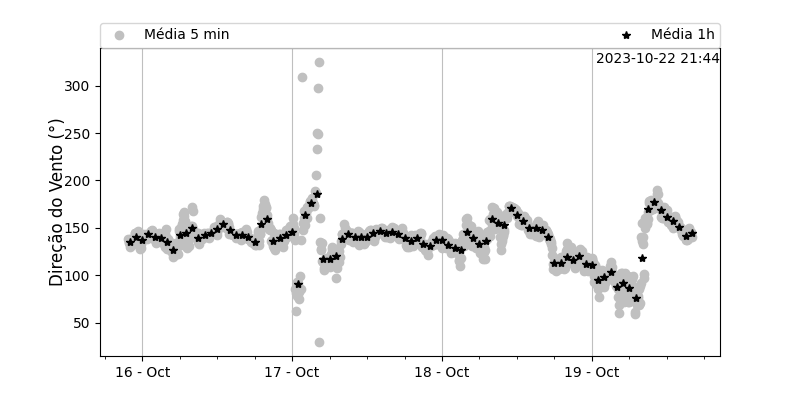 Média 5 min
Média 1h
2023-10-22 21:44
Direção do Vento (°)
300
250
200
150
100
50
16 - Oct
17 - Oct
18 - Oct
19 - Oct